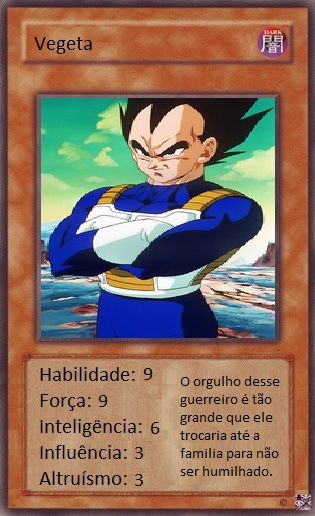 Vegeta
DARK
闇
Habilidade: 9
Força: 9
Inteligência: 6
Influência: 3
Altruísmo: 3
O orgulho desse
guerreiro é tão
grande que ele
trocaria até a
familia para não
ser humilhado.
©